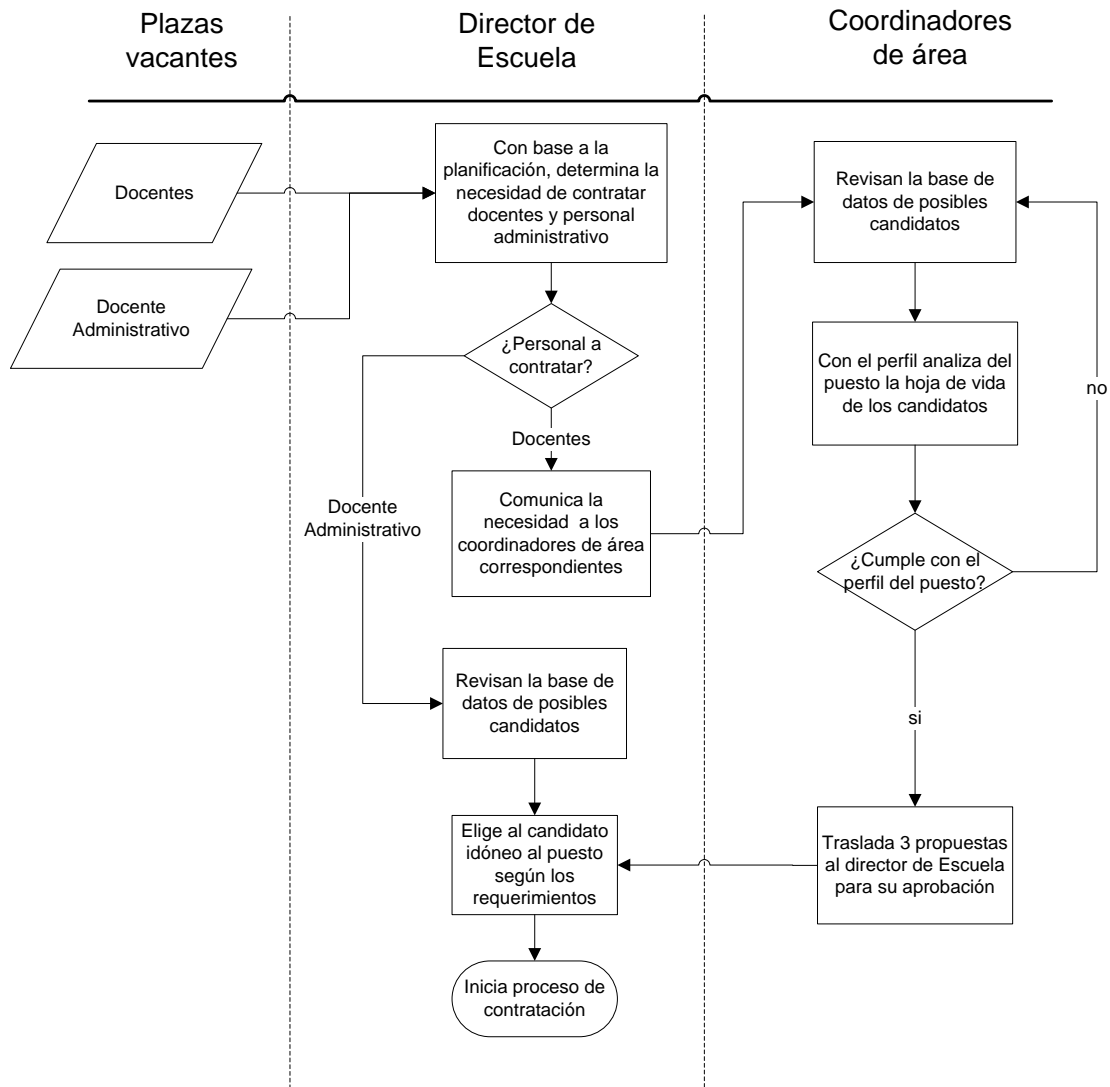 Plazas
vacantes
Director de
Escuela
Coordinadores
de área
Docentes
Docente
Administrativo
Con base a la
planificación, determina la
necesidad de contratar
docentes y personal
administrativo
¿Personal a
contratar?
Docentes
Docente
Administrativo
Comunica la
necesidad a los
coordinadores de área
correspondientes
Revisan la base de
datos de posibles
candidatos
Elige al candidato
idóneo al puesto
según los
requerimientos
Inicia proceso de
contratación
Revisan la base de
datos de posibles
candidatos
Con el perfil analiza del
puesto la hoja de vida
de los candidatos
no
¿Cumple con el
perfil del puesto?
si
Traslada 3 propuestas
al director de Escuela
para su aprobación